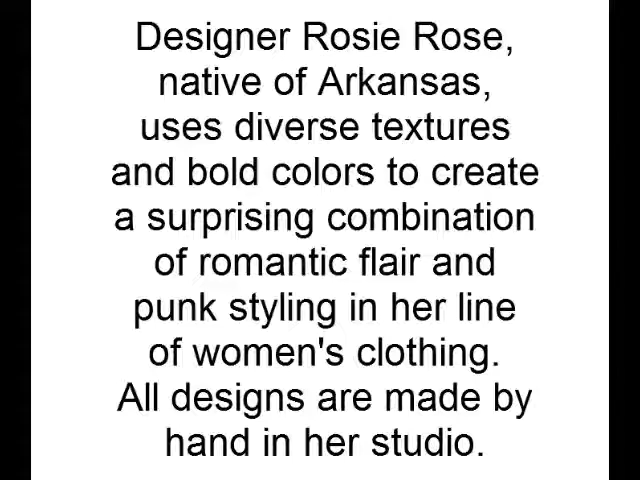 Designer Rosie Rose,
native of Arkansas,
uses diverse textures
and bold colors to create
a surprising combination
of romantic flair and
punk styling in her line
of women's clothing.
All designs are made by
hand in her studio.